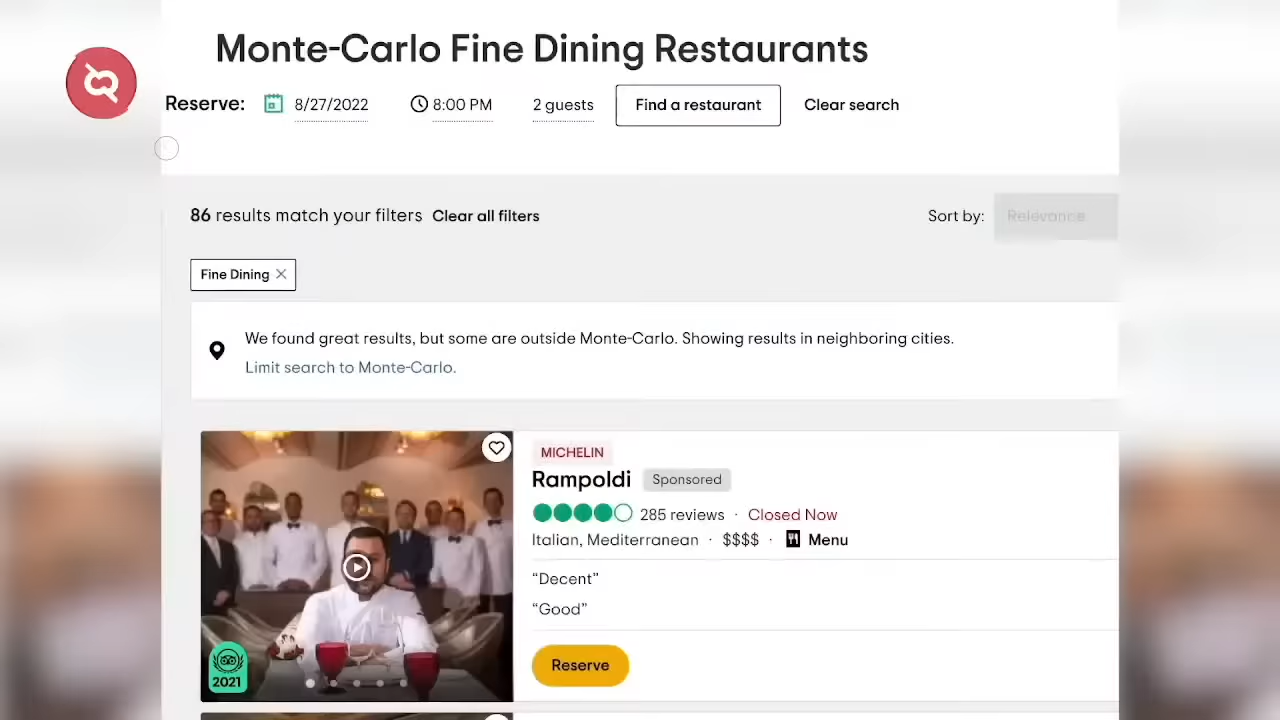 Monte-Carlo Fine Dining Restaurants
Reserve: 8/27/2022 8:00 PM 2 guests Find a restaurant Clear search
86 results match your filters Clear all filters Sort by: Relevance
Fine Dining
We found great results, but some are outside Monte-Carlo. Showing results in neighboring cities.
Limit search to Monte-Carlo.
MICHELIN
Rampoldi Sponsored
285 reviews · Closed Now
Italian, Mediterranean · $$$$ · Menu
“Decent”
“Good”
Reserve
2021